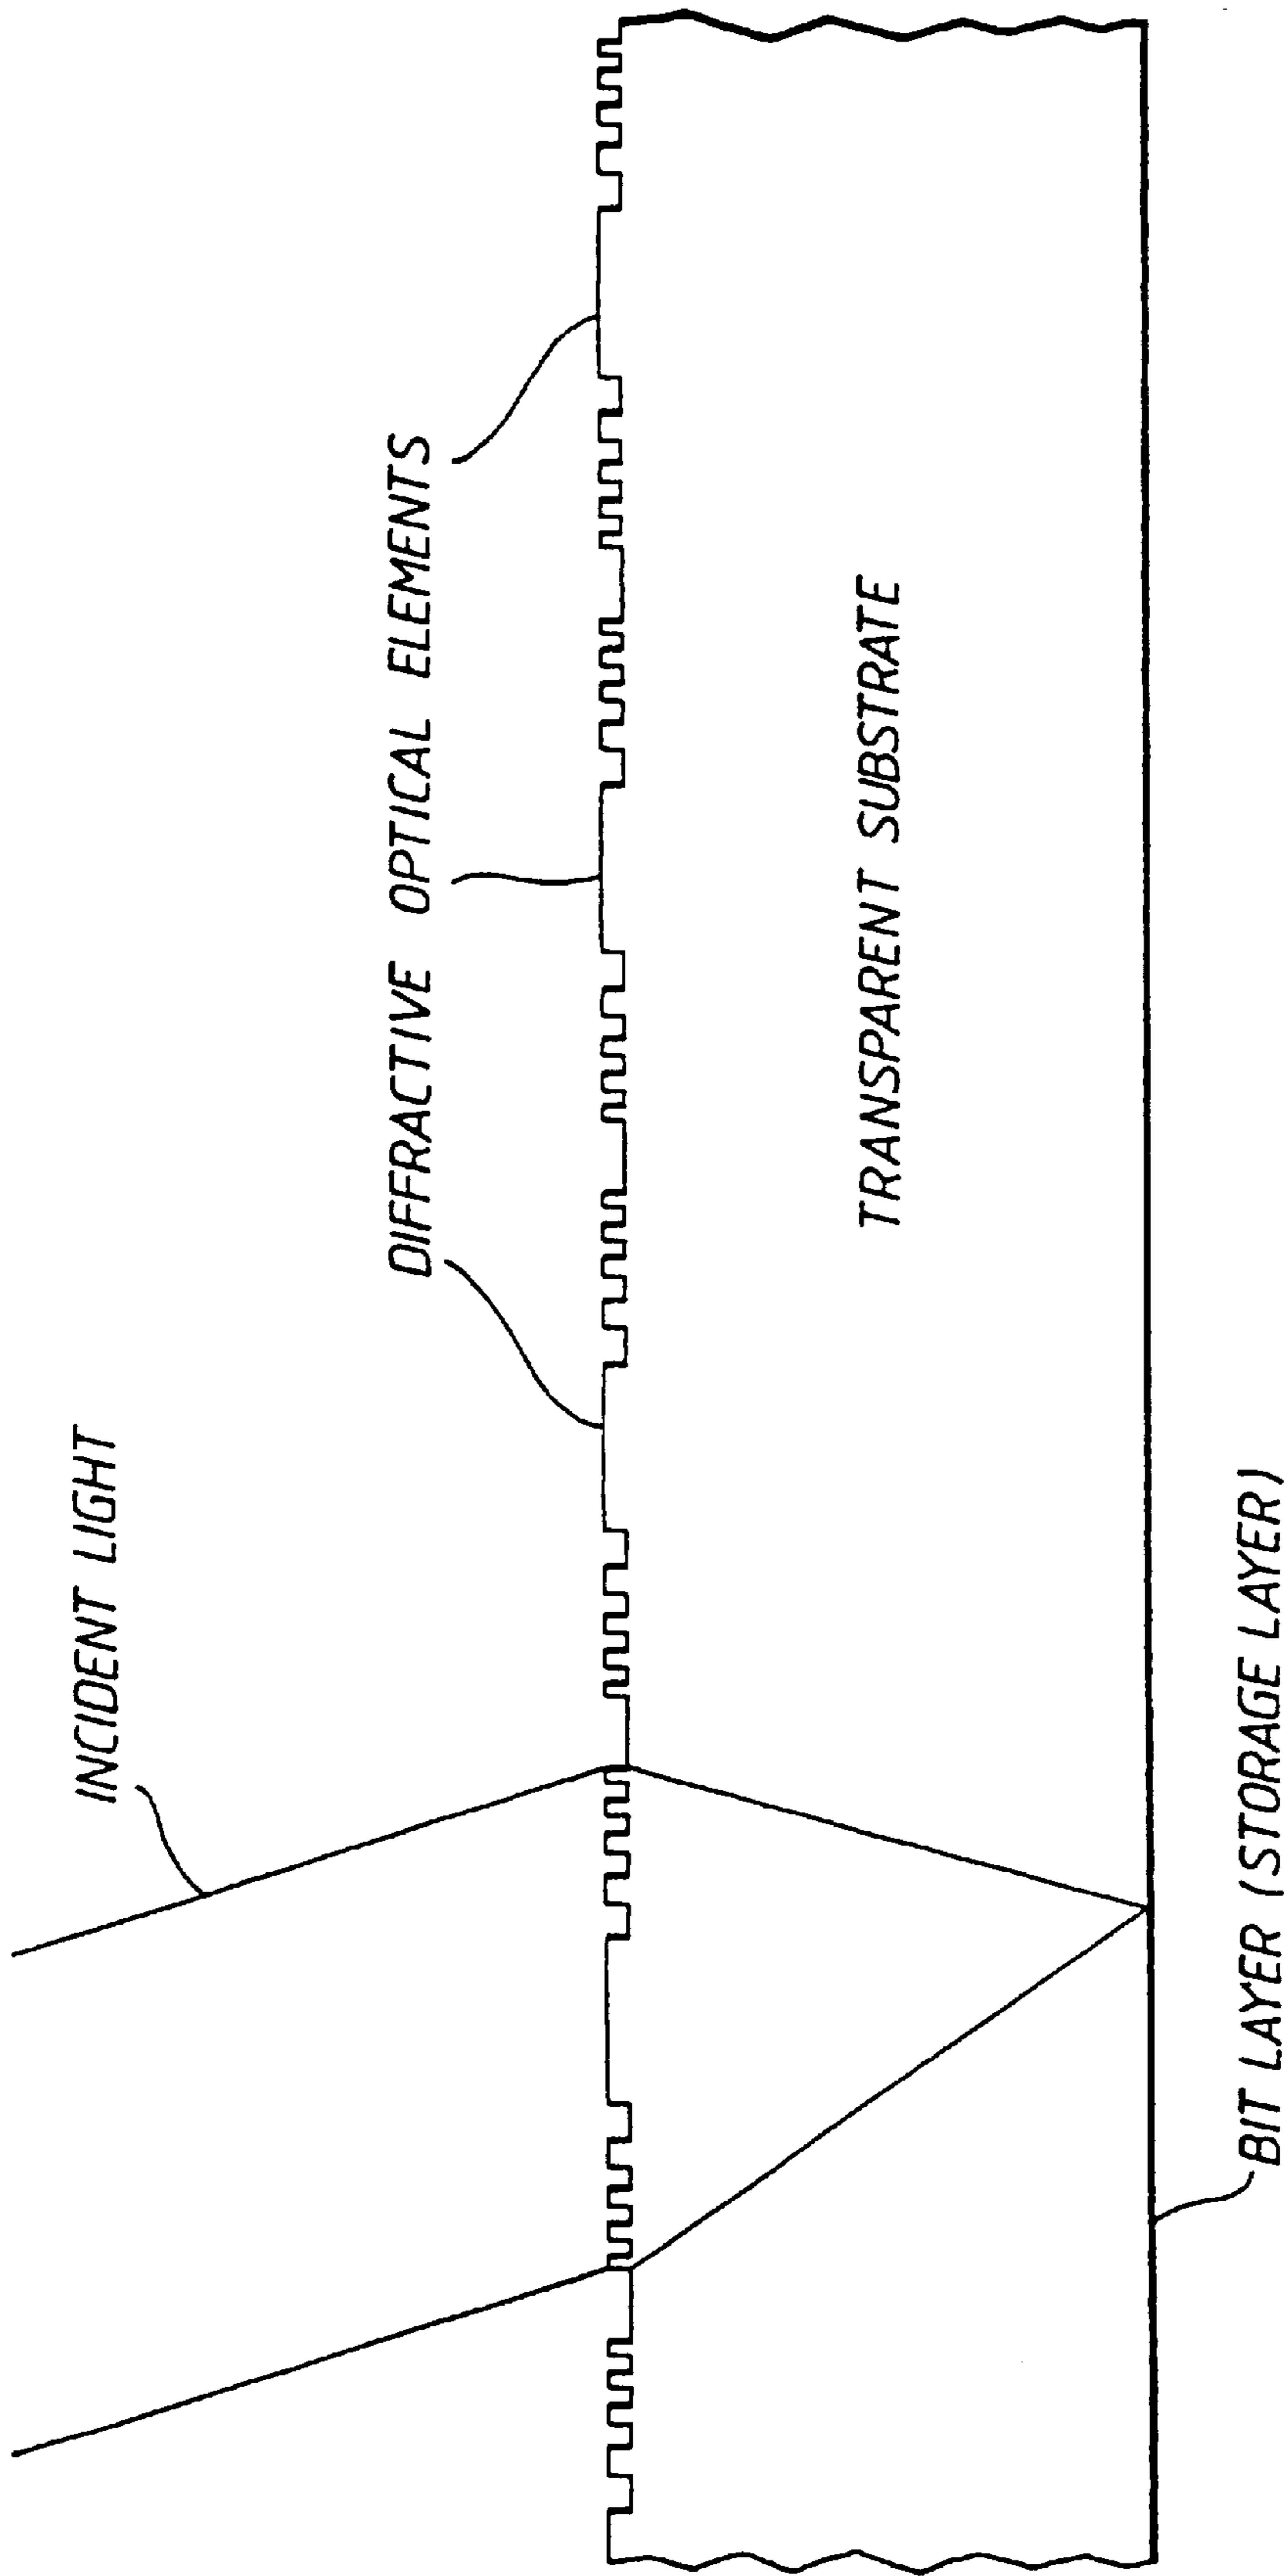 INCIDENT LIGHT
DIFFRACTIVE OPTICAL ELEMENTS
TRANSPARENT SUBSTRATE
BIT LAYER (STORAGE LAYER)